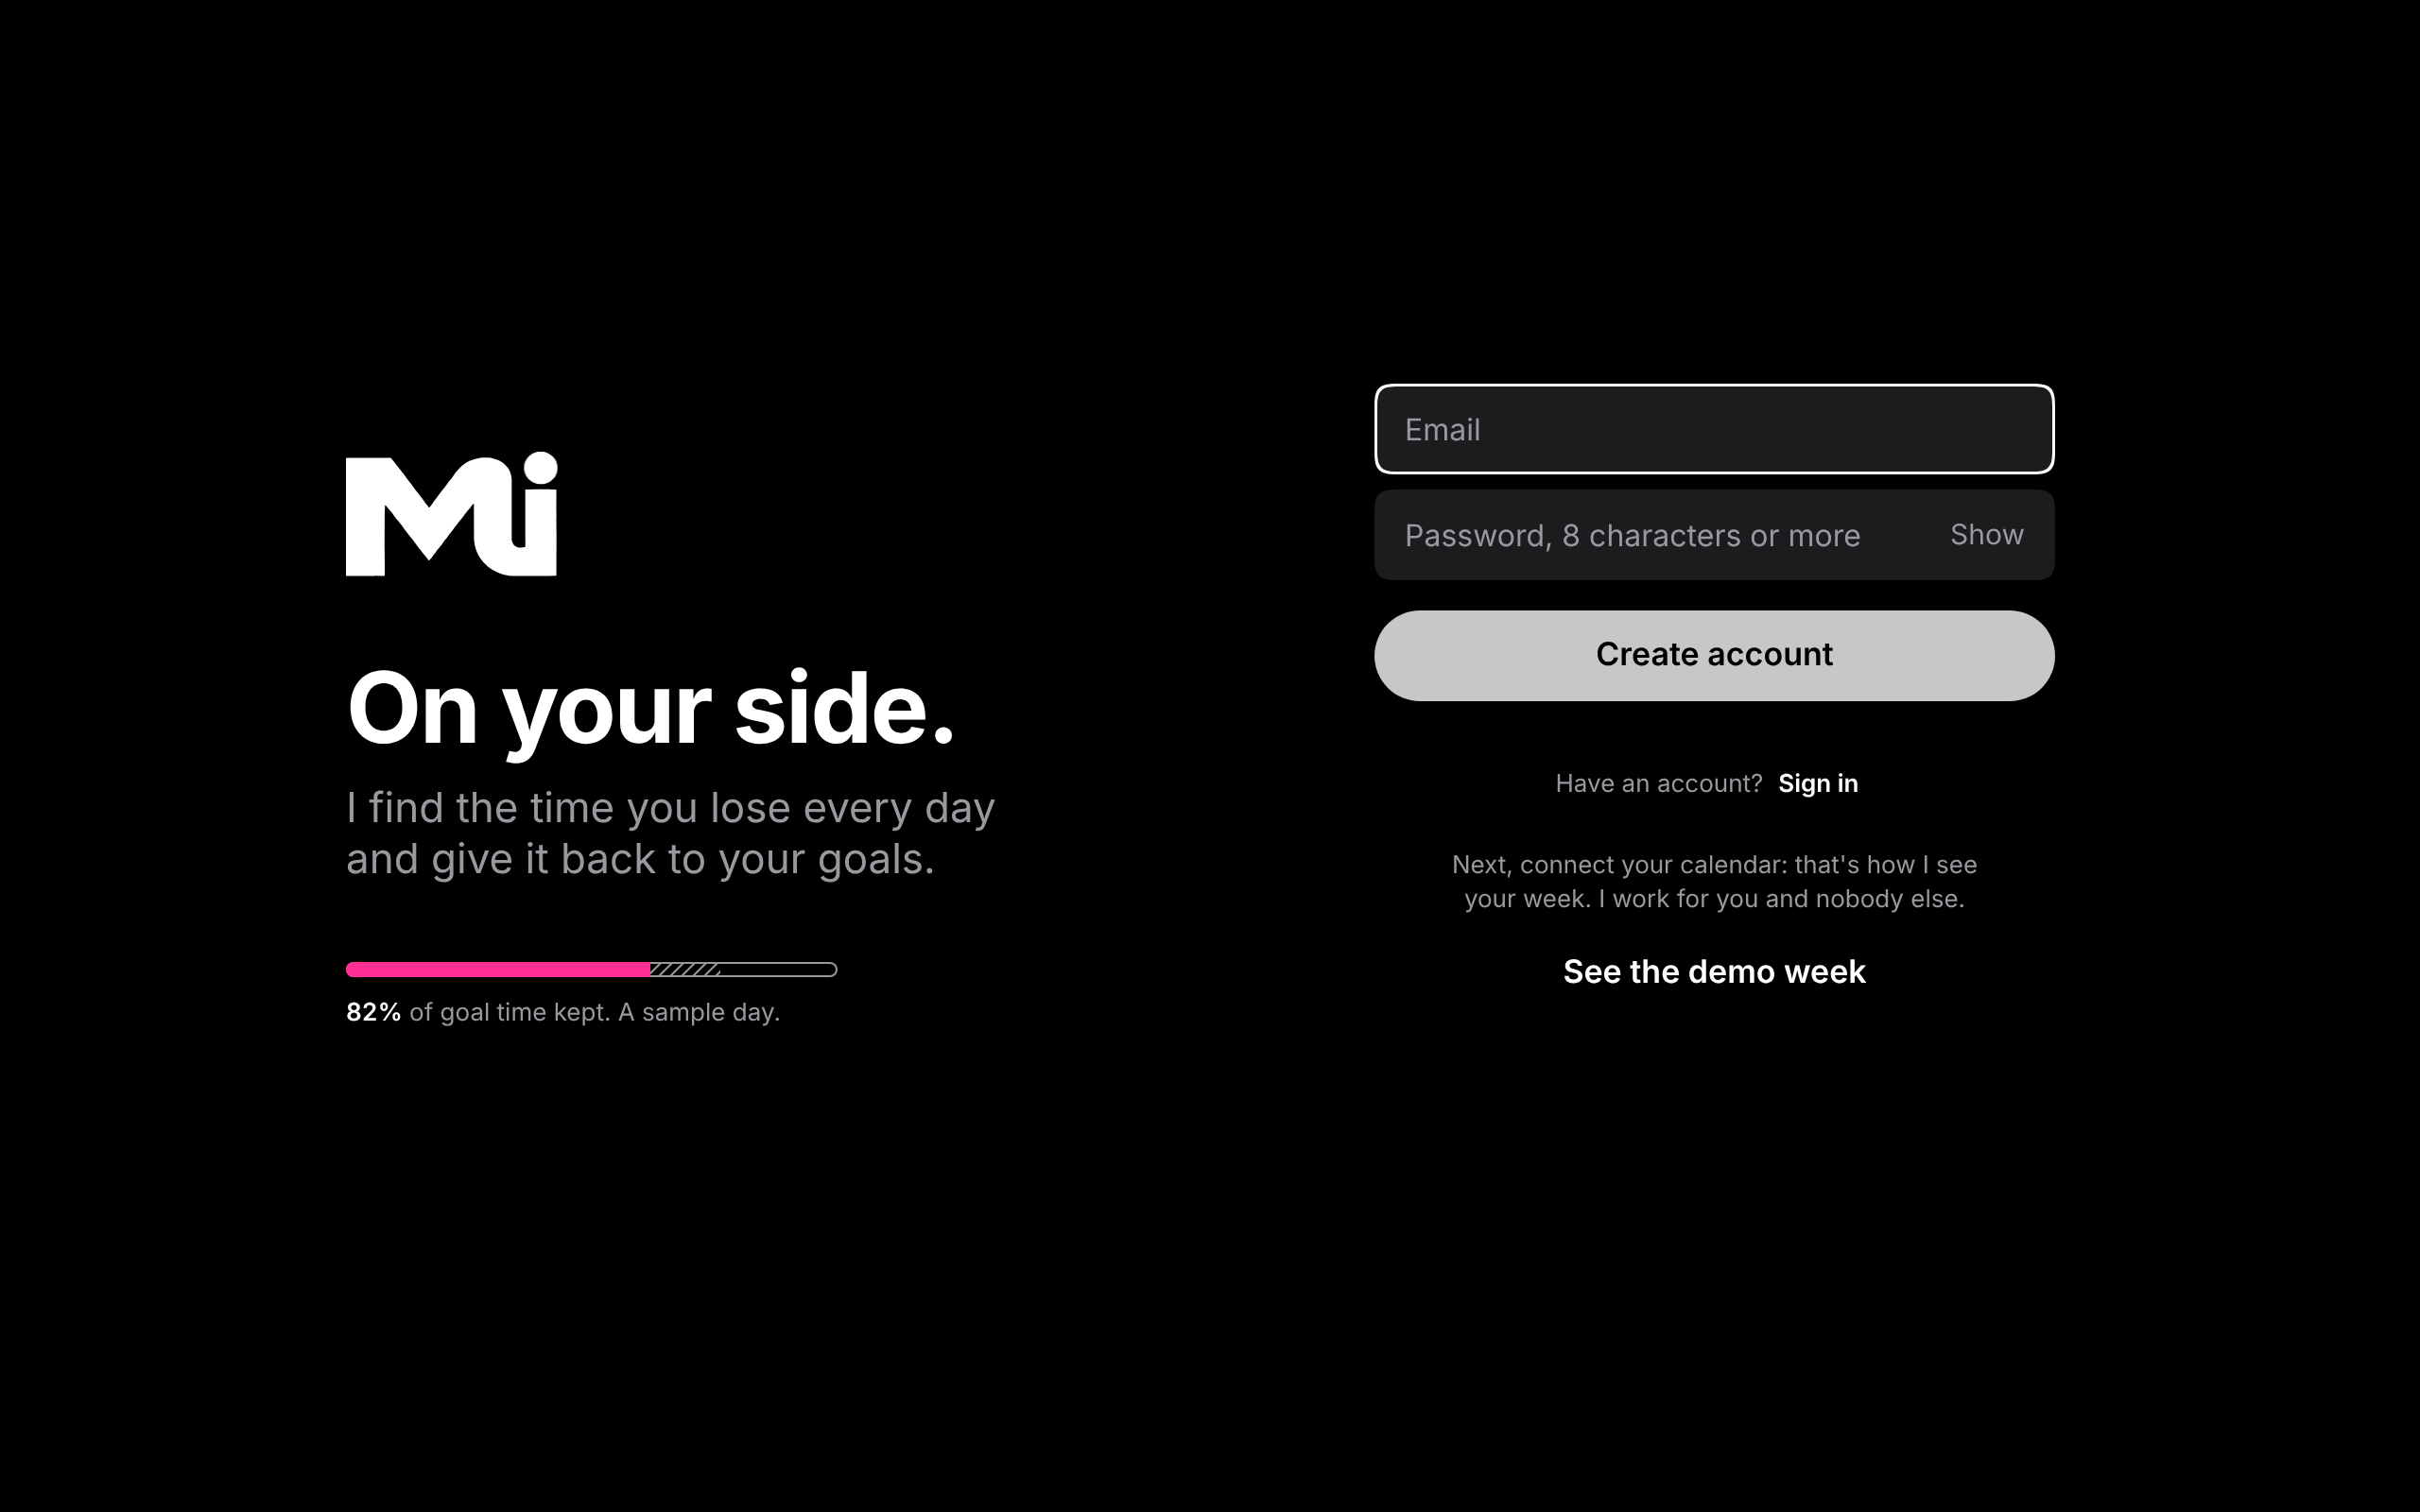 Mi
On your side.
I find the time you lose every day
and give it back to your goals.
82% of goal time kept. A sample day.
Email
Password, 8 characters or more Show
Create account
Have an account? Sign in
Next, connect your calendar: that's how I see
your week. I work for you and nobody else.
See the demo week